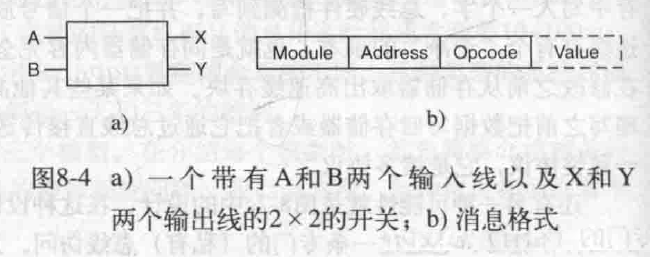 A
B
X
Y
Module Address Opcode Value
a)
b)
图8-4 a) 一个带有A和B两个输入线以及X和Y
两个输出线的2×2的开关；b) 消息格式